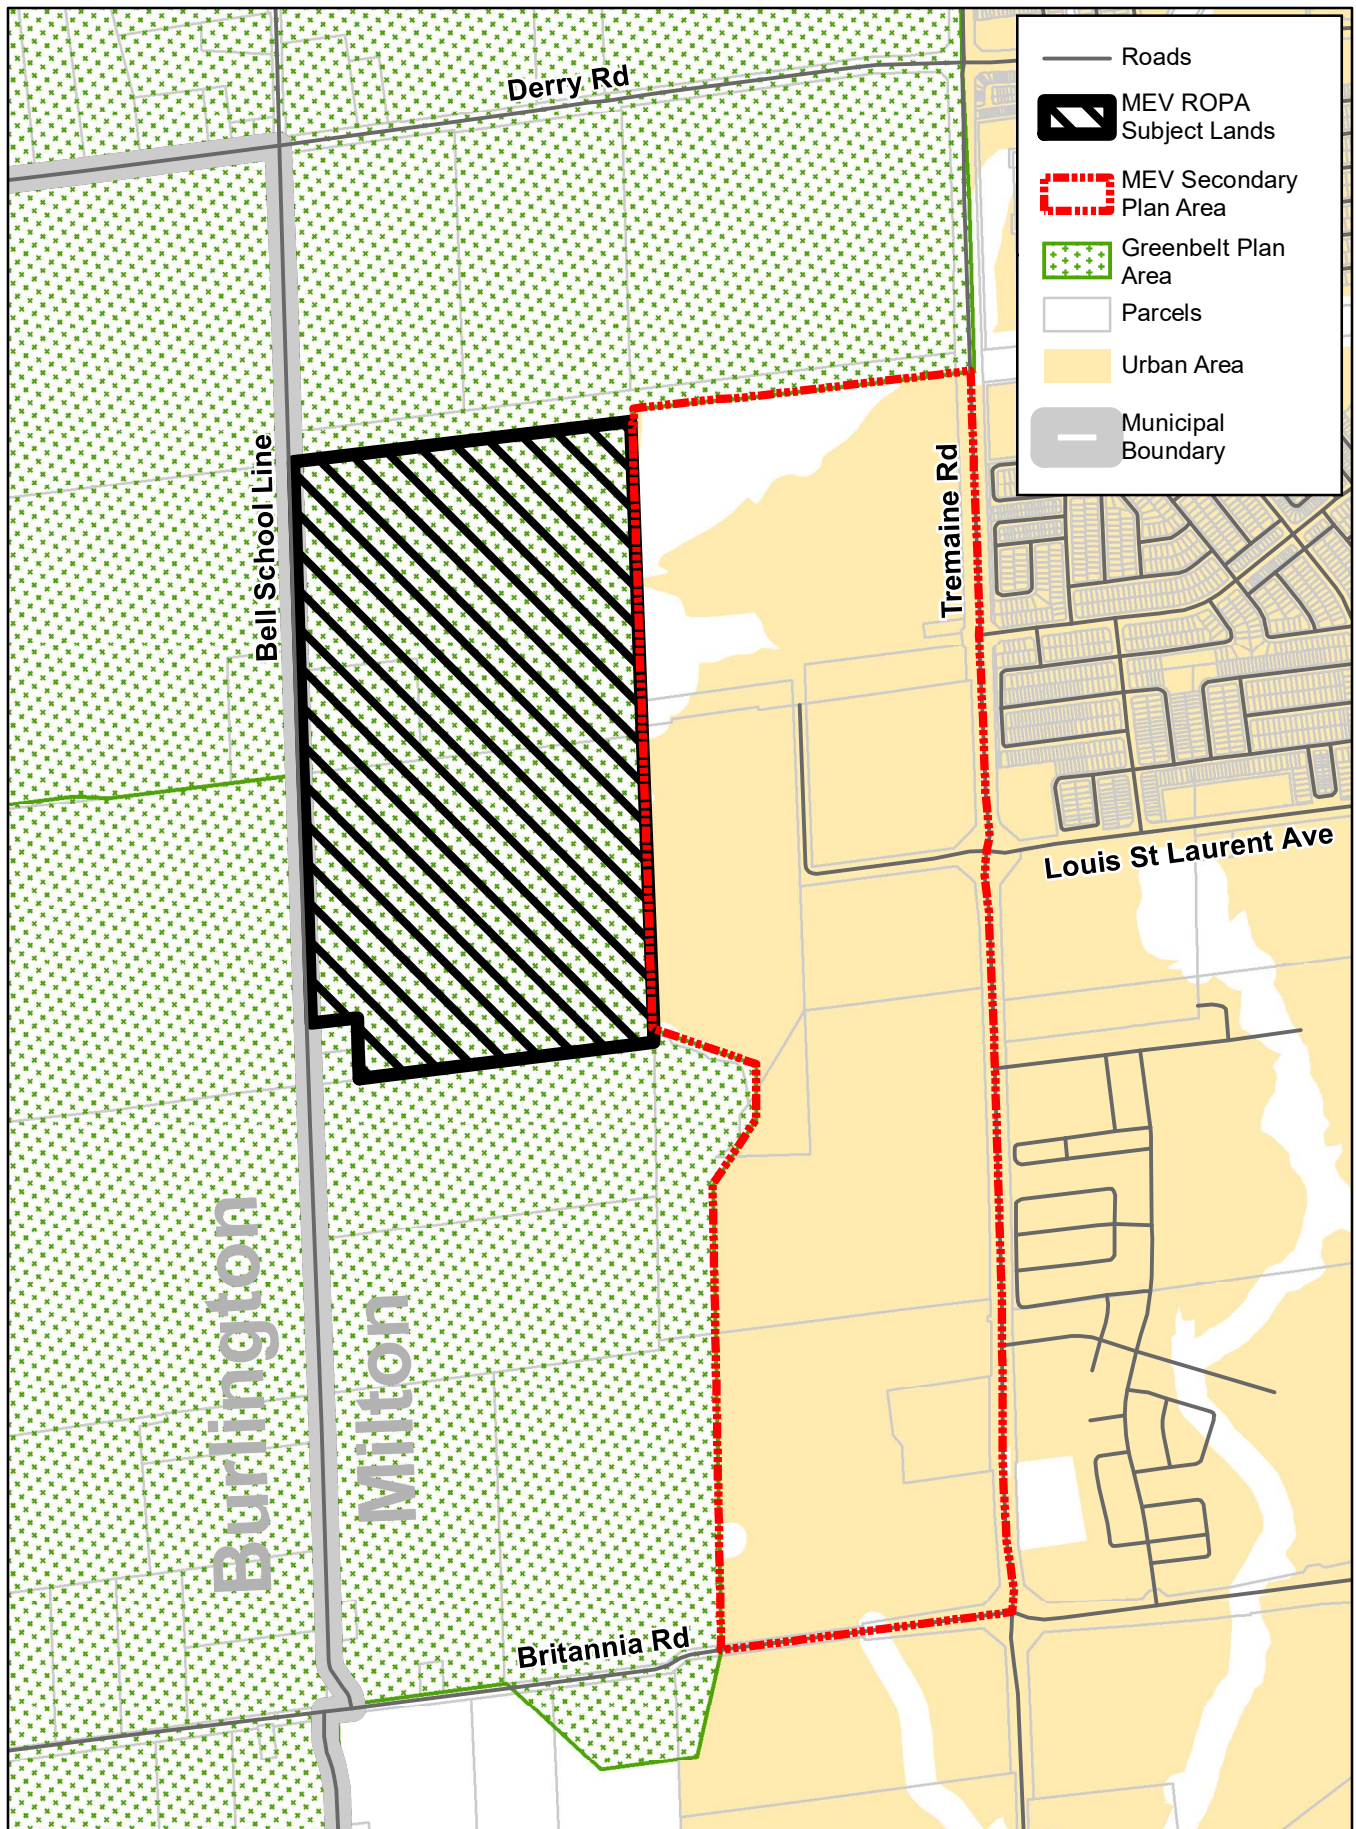 Roads
MEV ROPA
Subject Lands
MEV Secondary
Plan Area
Greenbelt Plan
Area
Parcels
Urban Area
Municipal
Boundary
Derry Rd
Bell School Line
Tremaine Rd
Louis St Laurent Ave
Burlington
Milton
Britannia Rd